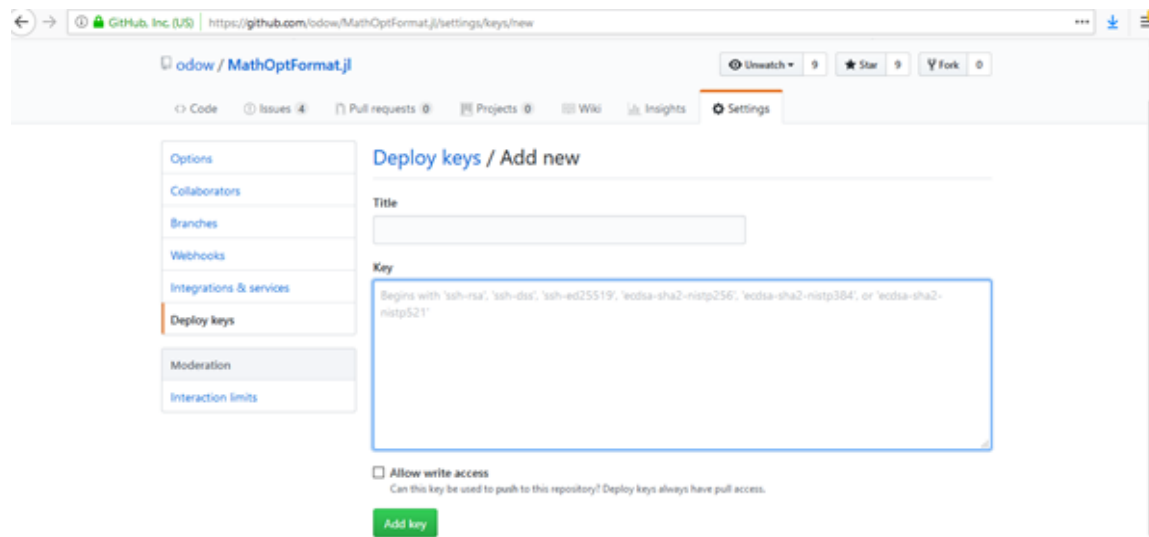 GitHub, Inc. (US) https://github.com/odow/MathOptFormat.jl/settings/keys/new
odow / MathOptFormat.jl
Unwatch 9 Star 9 Fork 0
Code Issues 4 Pull requests 0 Projects 0 Wiki Insights Settings
Options
Collaborators
Branches
Webhooks
Integrations & services
Deploy keys
Moderation
Interaction limits
Deploy keys / Add new
Title
Key
Begins with 'ssh-rsa', 'ssh-dss', 'ssh-ed25519', 'ecdsa-sha2-nistp256', 'ecdsa-sha2-nistp384', or 'ecdsa-sha2-
nistp521'
Allow write access
Can this key be used to push to this repository? Deploy keys always have pull access.
Add key